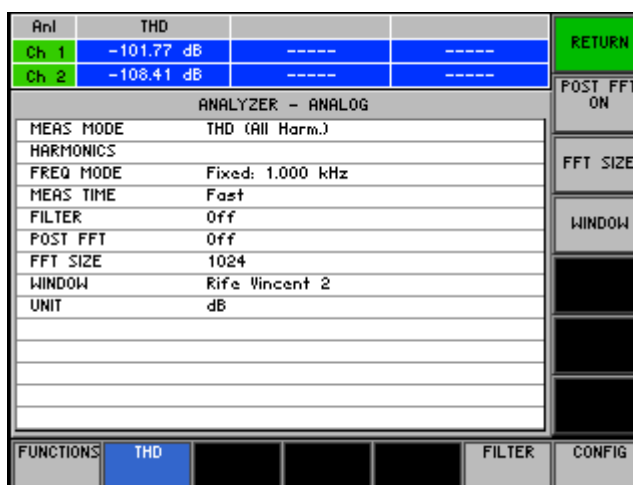 Anl THD
Ch 1 -101.77 dB ----- -----
Ch 2 -108.41 dB ----- -----
ANALYZER - ANALOG
MEAS MODE THD (All Harm.)
HARMONICS
FREQ MODE Fixed: 1.000 kHz
MEAS TIME Fast
FILTER Off
POST FFT Off
FFT SIZE 1024
WINDOW Rife Vincent 2
UNIT dB
RETURN
POST FFT
ON
FFT SIZE
WINDOW
FUNCTIONS THD FILTER CONFIG